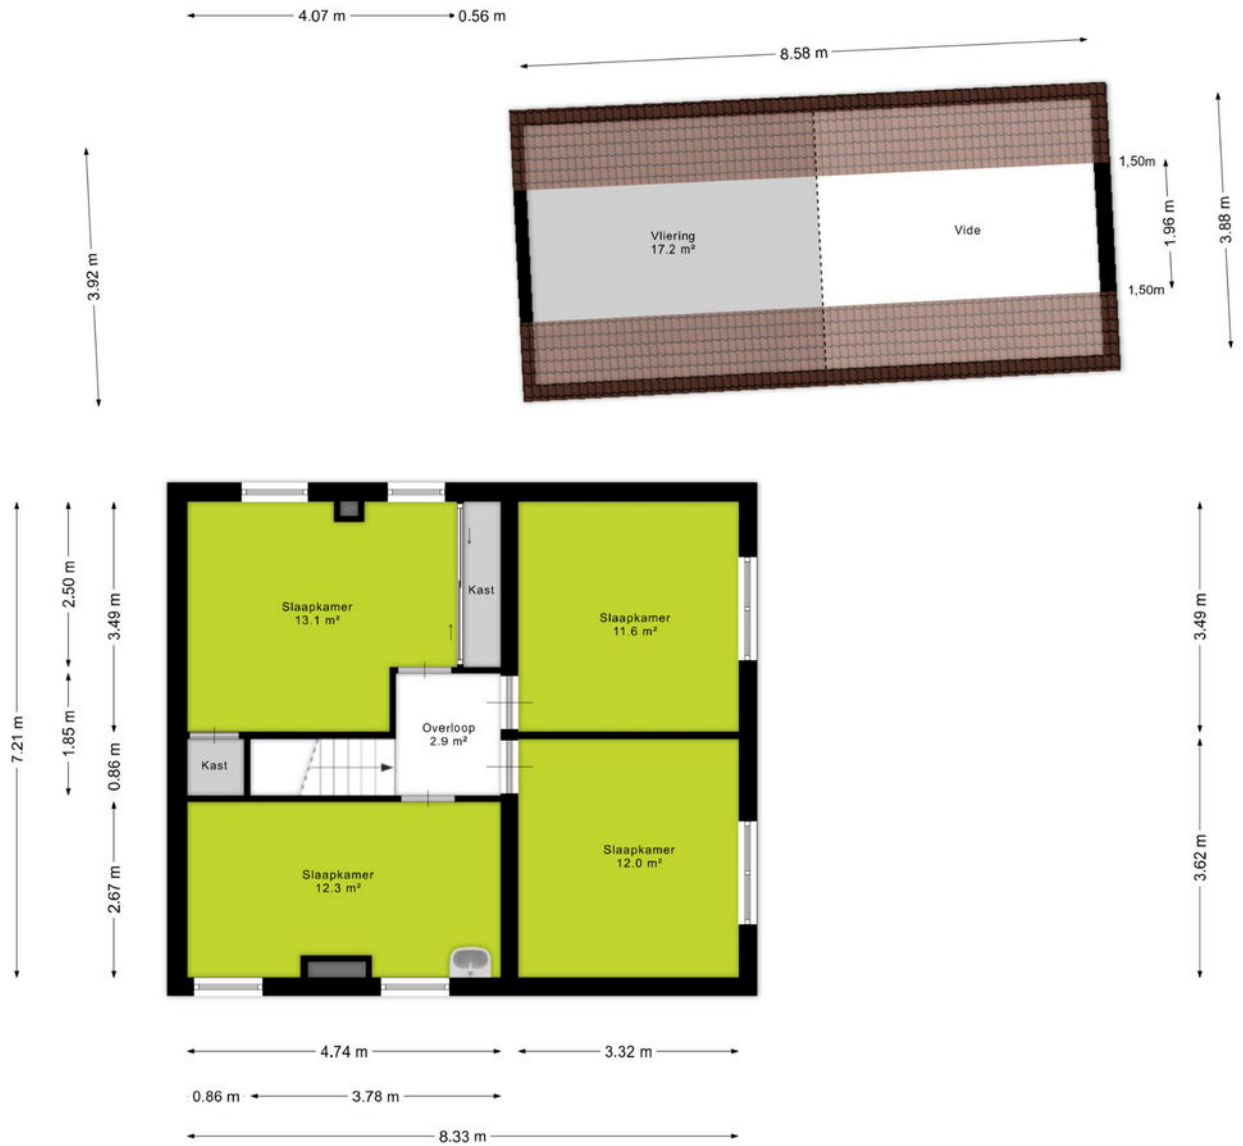 4.07 m
0.56 m
8.58 m
3.92 m
1,50m
1.96 m
3.88 m
1,50m
Vliering
17.2 m²
Vide
7.21 m
2.50 m
1.85 m
3.49 m
0.86 m
2.67 m
Slaapkamer
13.1 m²
Kast
Slaapkamer
11.6 m²
Overloop
2.9 m²
Kast
Slaapkamer
12.3 m²
Slaapkamer
12.0 m²
3.49 m
3.62 m
4.74 m
3.32 m
0.86 m
3.78 m
8.33 m